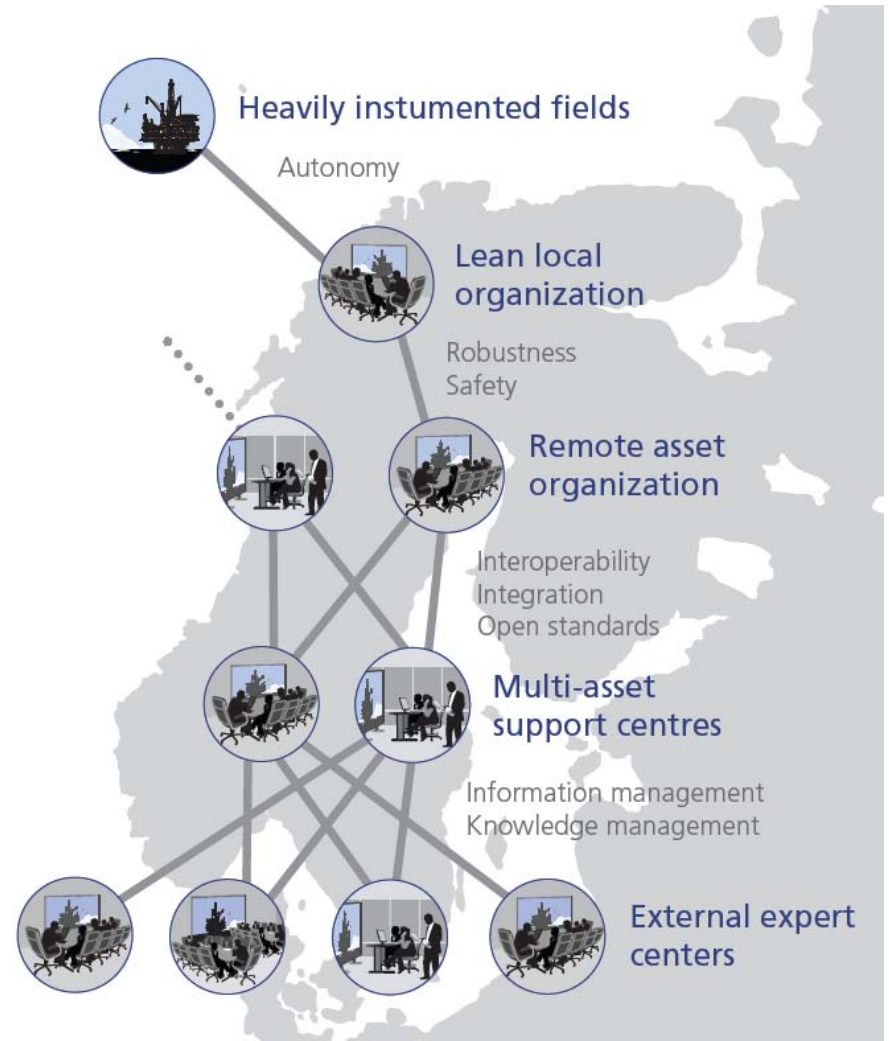 Heavily instumented fields
Autonomy
Lean local
organization
Robustness
Safety
Remote asset
organization
Interoperability
Integration
Open standards
Multi-asset
support centres
Information management
Knowledge management
External expert
centers